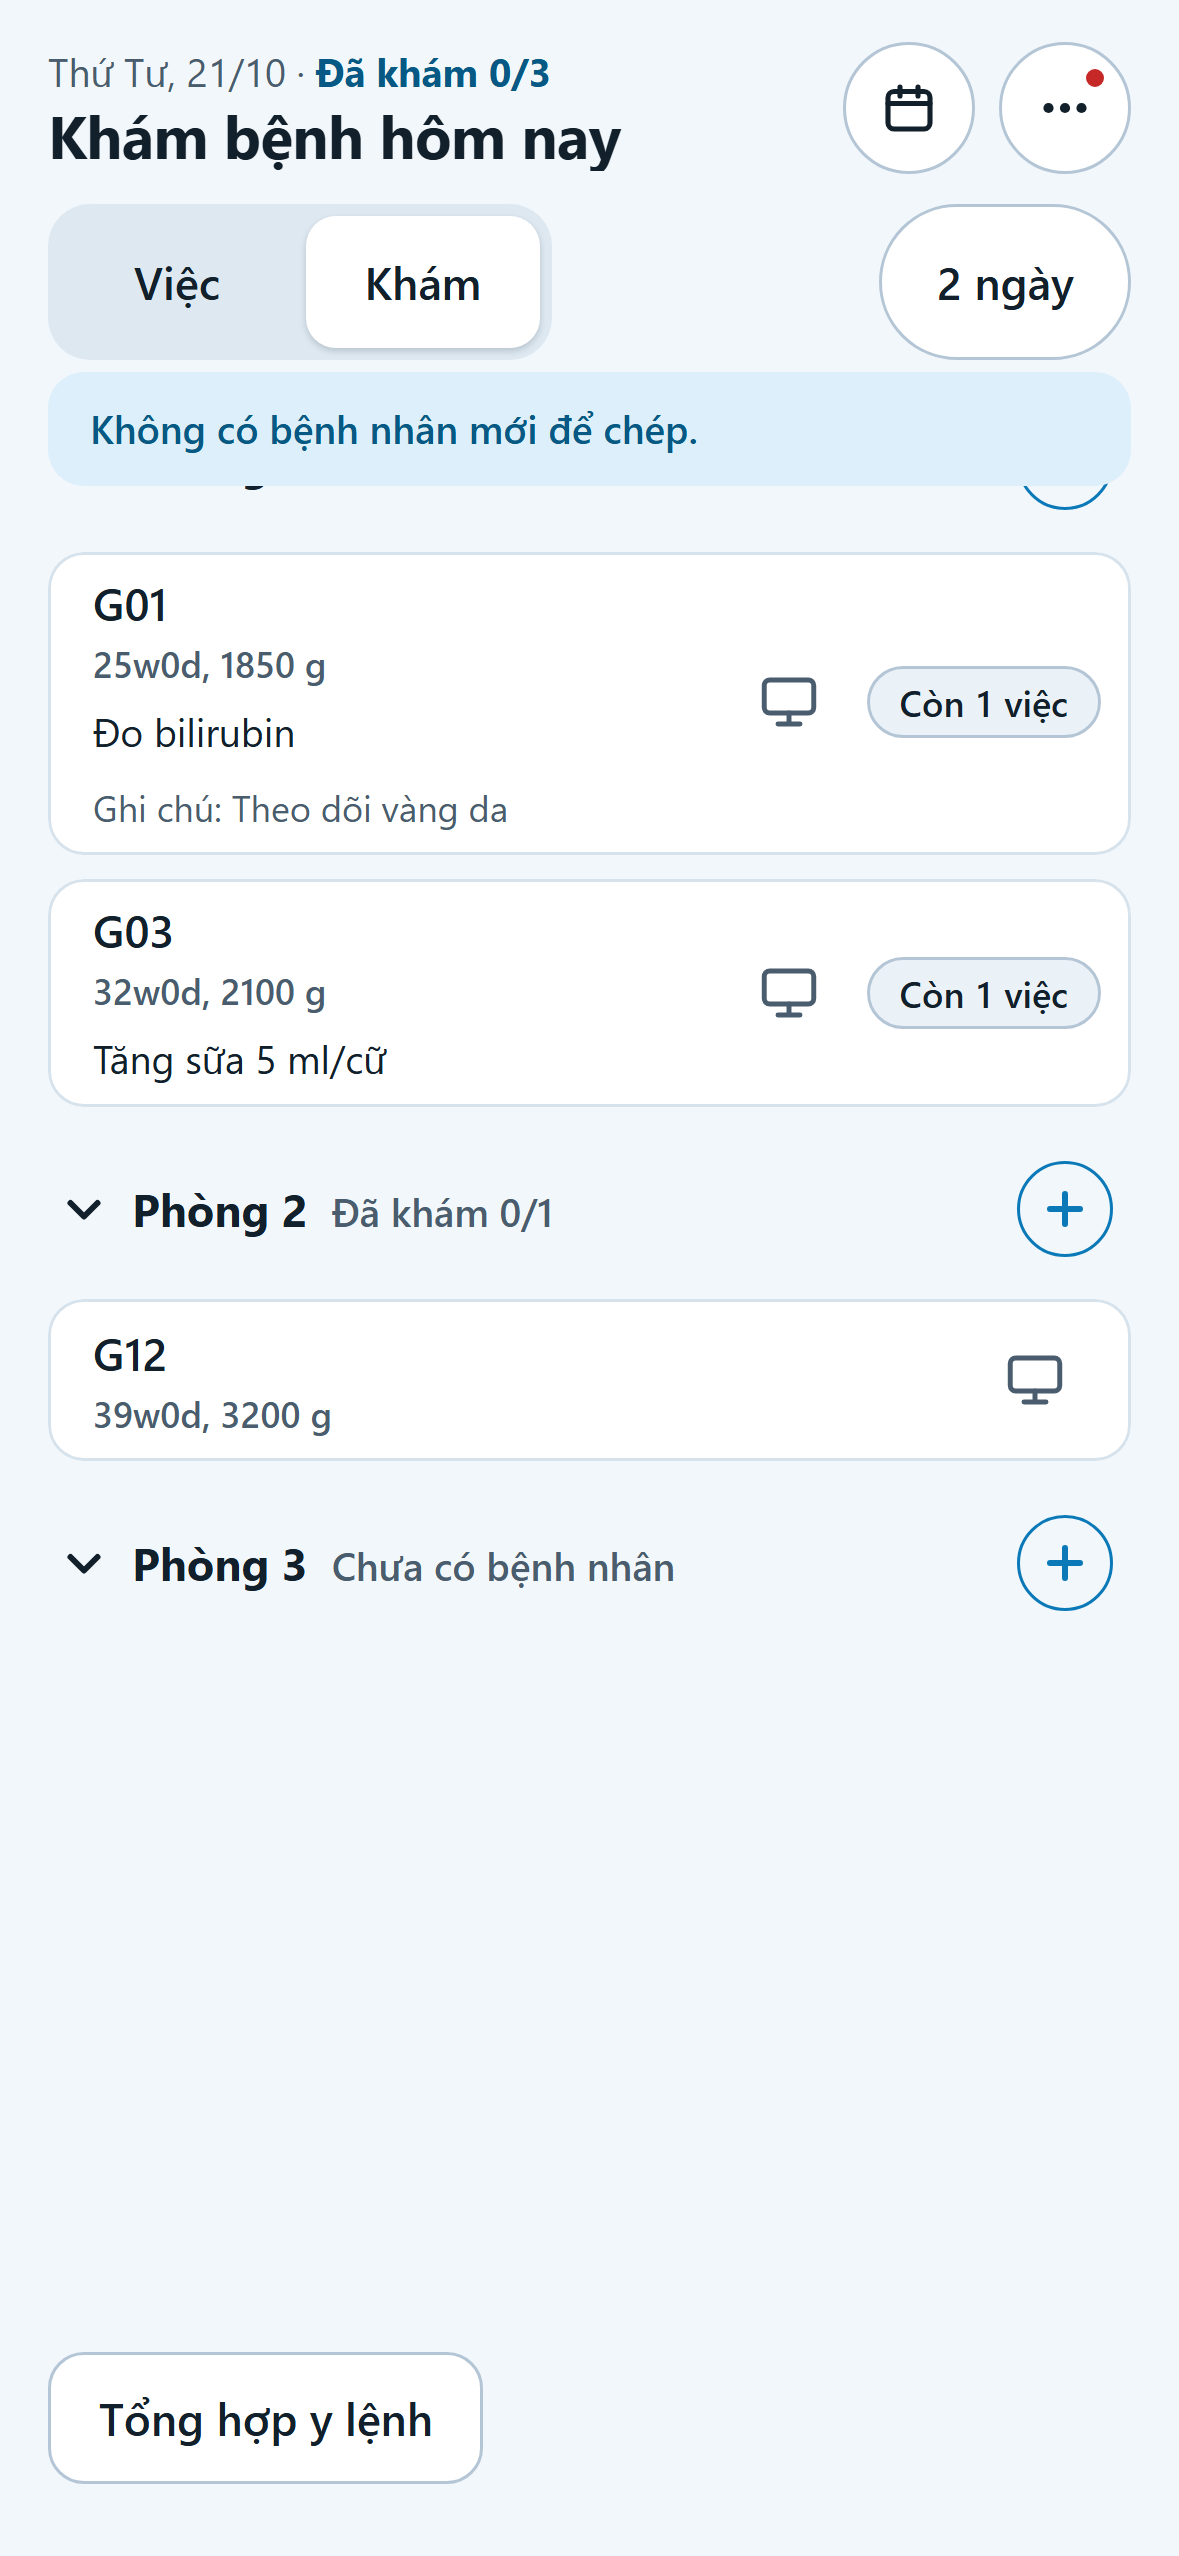 Thứ Tư, 21/10 · Đã khám 0/3
Khám bệnh hôm nay
Việc
Khám
2 ngày
Không có bệnh nhân mới để chép.
G01
25w0d, 1850 g
Đo bilirubin
Ghi chú: Theo dõi vàng da
Còn 1 việc
G03
32w0d, 2100 g
Tăng sữa 5 ml/cữ
Còn 1 việc
Phòng 2 Đã khám 0/1
G12
39w0d, 3200 g
Phòng 3 Chưa có bệnh nhân
Tổng hợp y lệnh